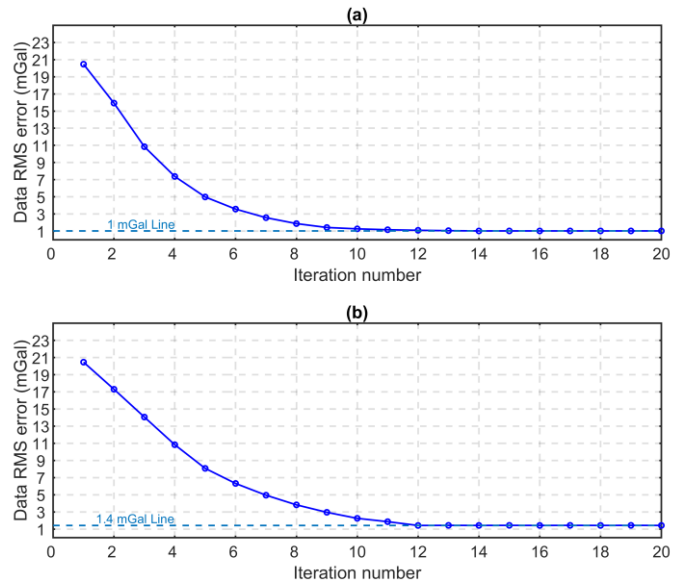 (a)
Data RMS error (mGal)
23
21
19
17
15
13
11
9
7
5
3
1
1 mGal Line
0 2 4 6 8 10 12 14 16 18 20
Iteration number
(b)
Data RMS error (mGal)
23
21
19
17
15
13
11
9
7
5
3
1
1.4 mGal Line
0 2 4 6 8 10 12 14 16 18 20
Iteration number